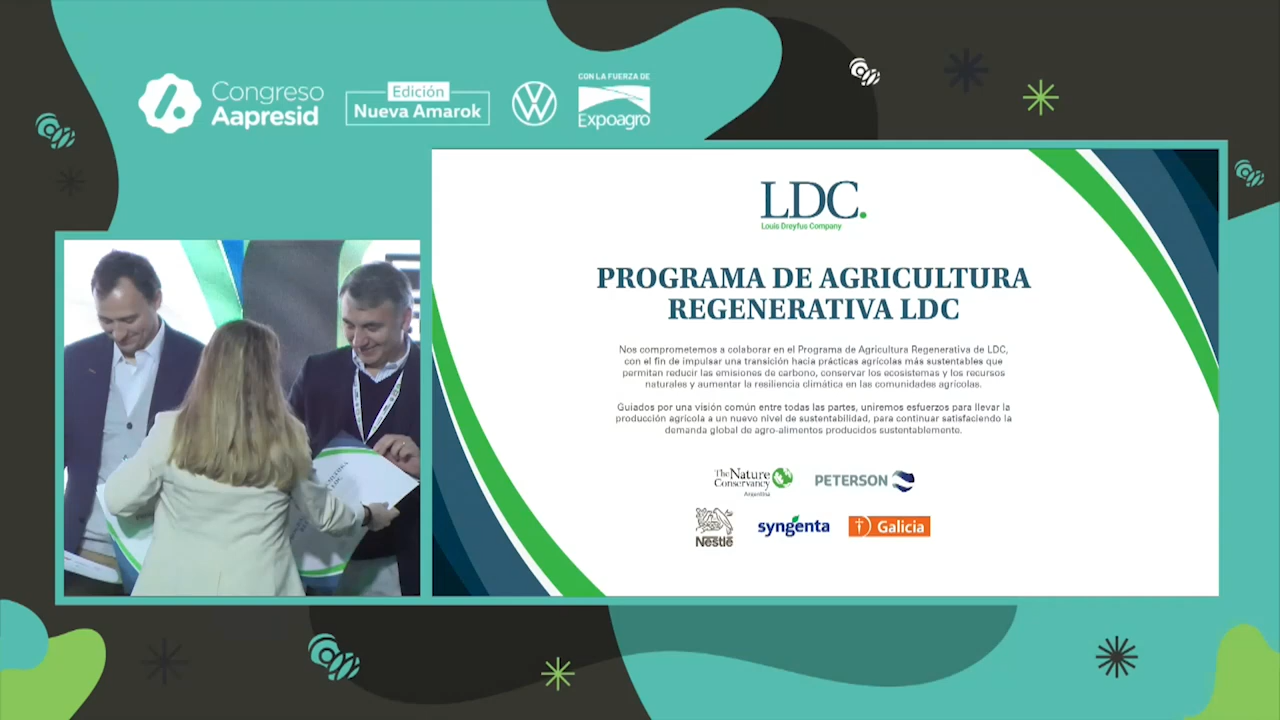 Congreso
Aapresid
Edición
Nueva Amarok
CON LA FUERZA DE
Expoagro
LDC.
Louis Dreyfus Company
PROGRAMA DE AGRICULTURA
REGENERATIVA LDC
Nos comprometemos a colaborar en el Programa de Agricultura Regenerativa de LDC,
con el fin de impulsar una transición hacia prácticas agrícolas más sustentables que
permitan reducir las emisiones de carbono, conservar los ecosistemas y los recursos
naturales y aumentar la resiliencia climática en las comunidades agrícolas.
Guiados por una visión común entre todas las partes, uniremos esfuerzos para llevar la
producción agrícola a un nuevo nivel de sustentabilidad, para continuar satisfaciendo la
demanda global de agro-alimentos producidos sustentablemente.
The Nature
Conservancy
Argentina
PETERSON
Nestlé
syngenta
Galicia